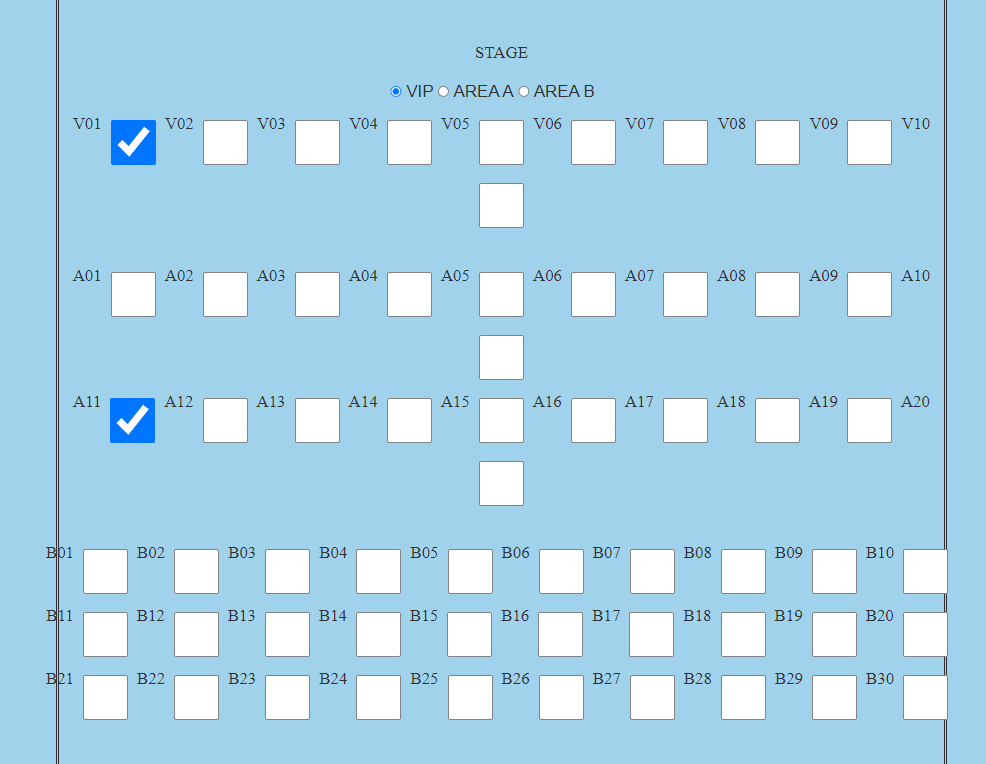 STAGE
VIP AREA A AREA B
V01 V02 V03 V04 V05 V06 V07 V08 V09 V10
A01 A02 A03 A04 A05 A06 A07 A08 A09 A10
A11 A12 A13 A14 A15 A16 A17 A18 A19 A20
B01 B02 B03 B04 B05 B06 B07 B08 B09 B10
B11 B12 B13 B14 B15 B16 B17 B18 B19 B20
B21 B22 B23 B24 B25 B26 B27 B28 B29 B30